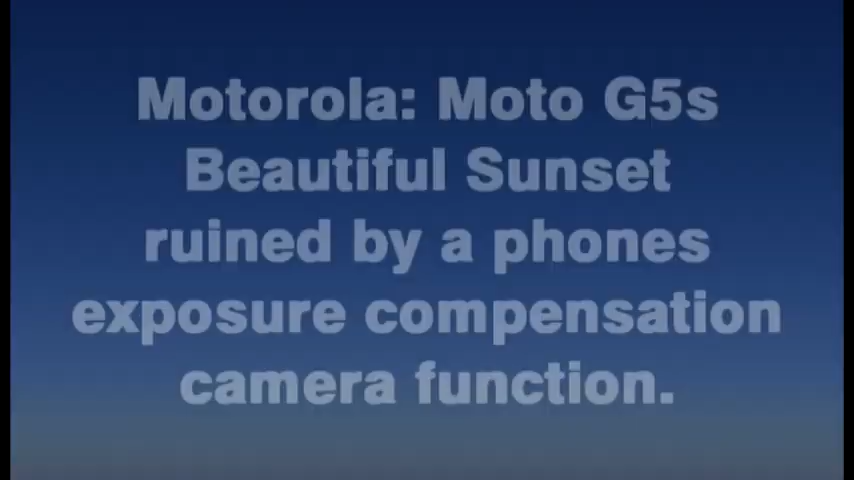 Motorola: Moto G5s
Beautiful Sunset
ruined by a phones
exposure compensation
camera function.